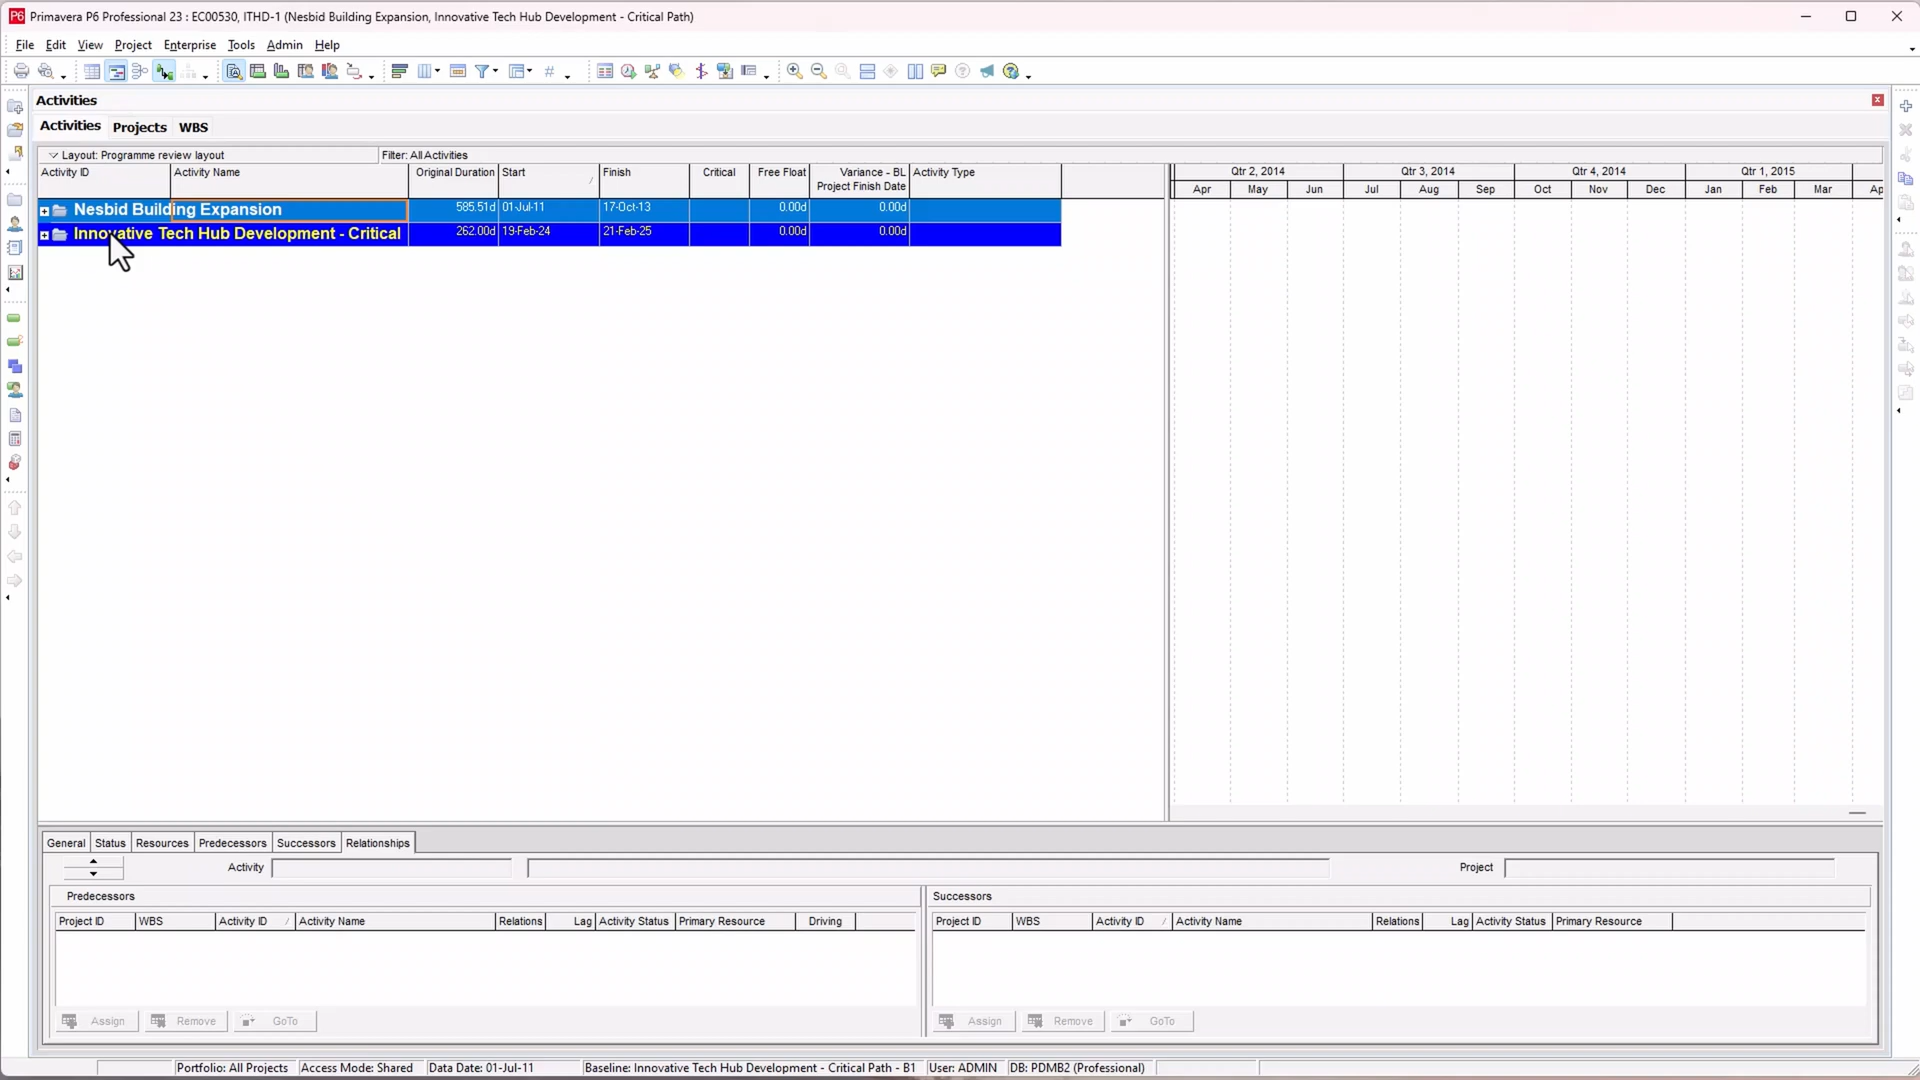 Primavera P6 Professional 23 : EC00530, ITHD-1 (Nesbid Building Expansion, Innovative Tech Hub Development - Critical Path)
File Edit View Project Enterprise Tools Admin Help
Activities
Activities Projects WBS
Layout: Programme review layout Filter: All Activities
Activity ID Activity Name Original Duration Start Finish Critical Free Float Variance - BL Project Finish Date Activity Type
Qtr 2, 2014 Qtr 3, 2014 Qtr 4, 2014 Qtr 1, 2015
Apr May Jun Jul Aug Sep Oct Nov Dec Jan Feb Mar Ap
Nesbid Building Expansion 585.51d 01-Jul-11 17-Oct-13 0.00d 0.00d
Innovative Tech Hub Development - Critical 262.00d 19-Feb-24 21-Feb-25 0.00d 0.00d
General Status Resources Predecessors Successors Relationships
Activity Project
Predecessors Successors
Project ID WBS Activity ID Activity Name Relations Lag Activity Status Primary Resource Driving
Project ID WBS Activity ID Activity Name Relations Lag Activity Status Primary Resource
Assign Remove GoTo Assign Remove GoTo
Portfolio: All Projects Access Mode: Shared Data Date: 01-Jul-11 Baseline: Innovative Tech Hub Development - Critical Path - B1 User: ADMIN DB: PDMB2 (Professional)